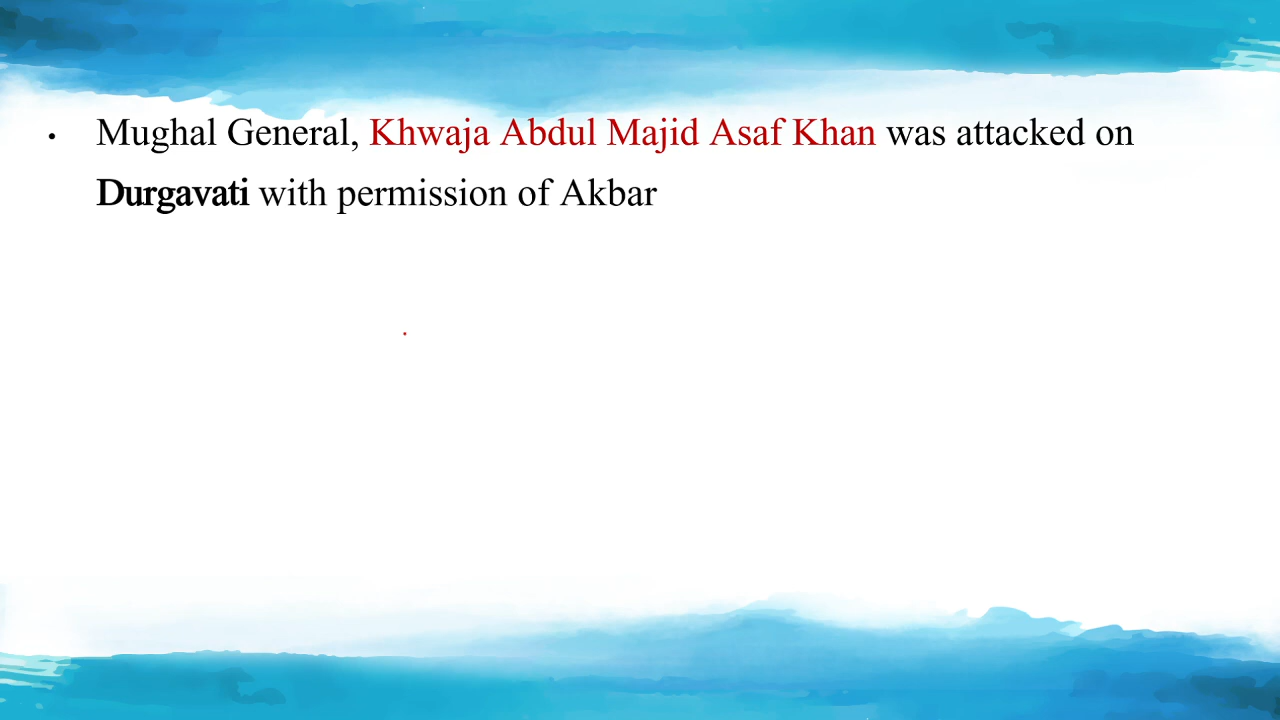 • Mughal General, Khwaja Abdul Majid Asaf Khan was attacked on
Durgavati with permission of Akbar